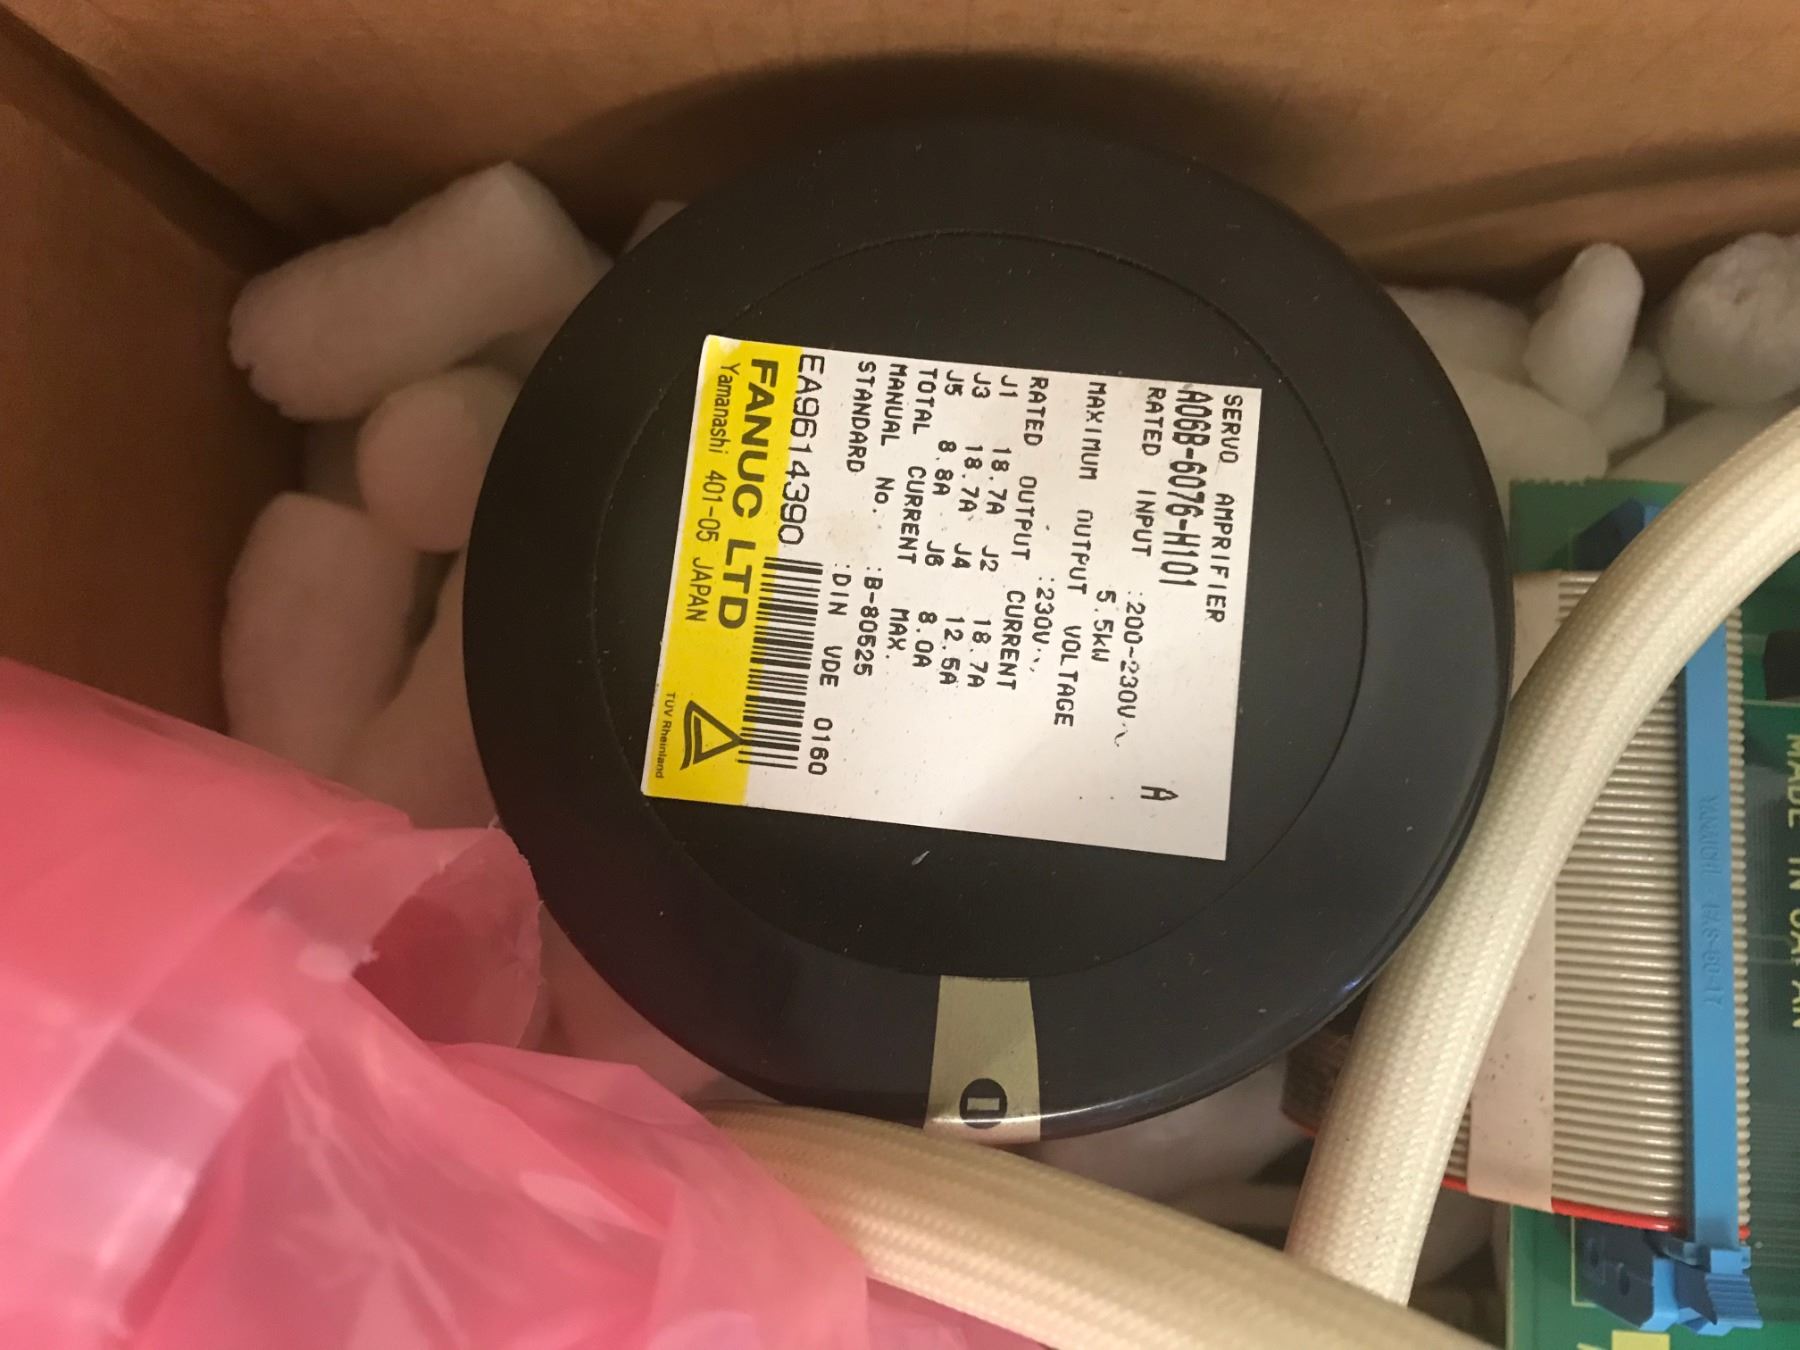 SERVO AMPRIFIER
A06B-6076-H101 A
RATED INPUT :200-230V~
5.5kW
MAXIMUM OUTPUT VOLTAGE
:230V~
RATED OUTPUT CURRENT
J1 18.7A J2 18.7A
J3 18.7A J4 12.5A
J5 8.8A J6 8.0A
TOTAL CURRENT MAX.
MANUAL No. :B-80525
STANDARD :DIN VDE 0160
EA9614390
FANUC LTD
Yamanashi 401-05 JAPAN
TÜV Rheinland
MADE IN JAPAN